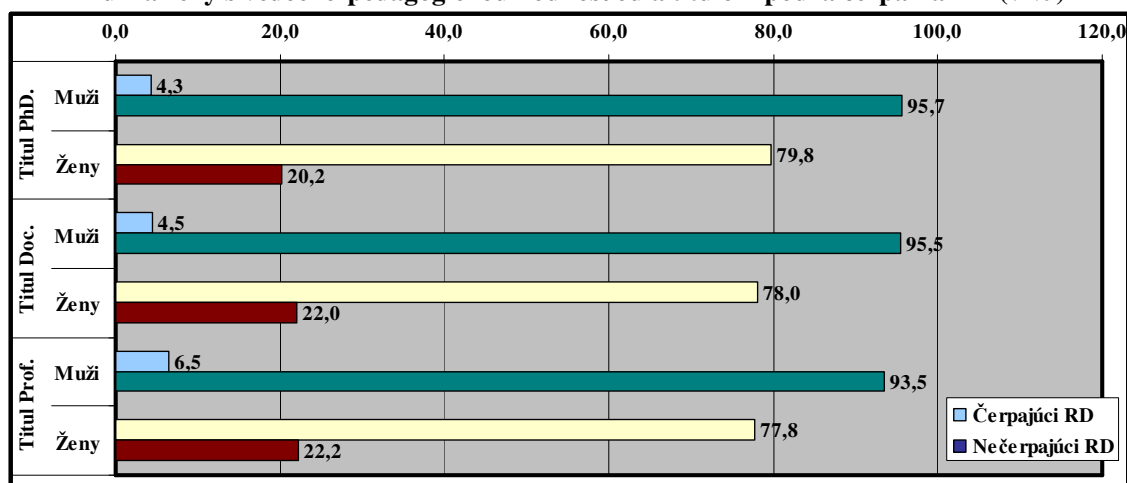 0,0 20,0 40,0 60,0 80,0 100,0 120,0
Titul PhD.
Muži
4,3
95,7
Ženy
79,8
20,2
Titul Doc.
Muži
4,5
95,5
Ženy
78,0
22,0
Titul Prof.
Muži
6,5
93,5
Ženy
77,8
22,2
Čerpajúci RD
Nečerpajúci RD